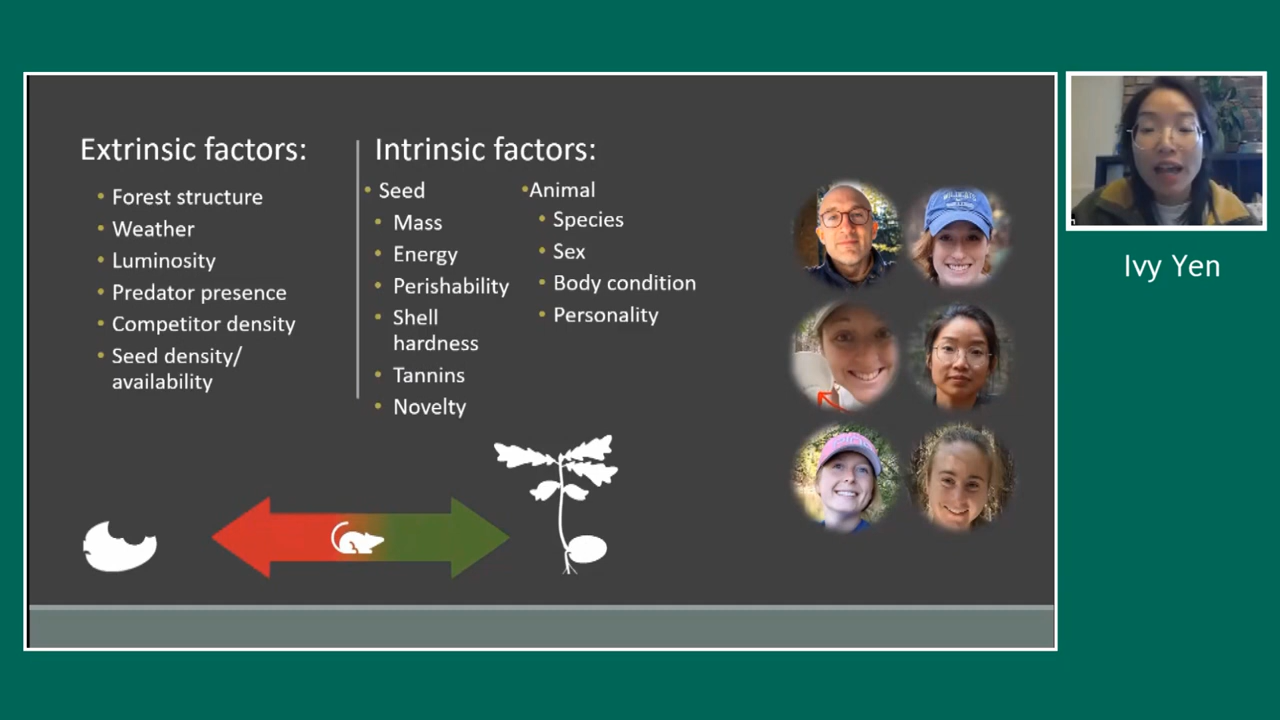 Extrinsic factors:
• Forest structure
• Weather
• Luminosity
• Predator presence
• Competitor density
• Seed density/
availability
Intrinsic factors:
• Seed
• Mass
• Energy
• Perishability
• Shell
hardness
• Tannins
• Novelty
•Animal
• Species
• Sex
• Body condition
• Personality
Ivy Yen